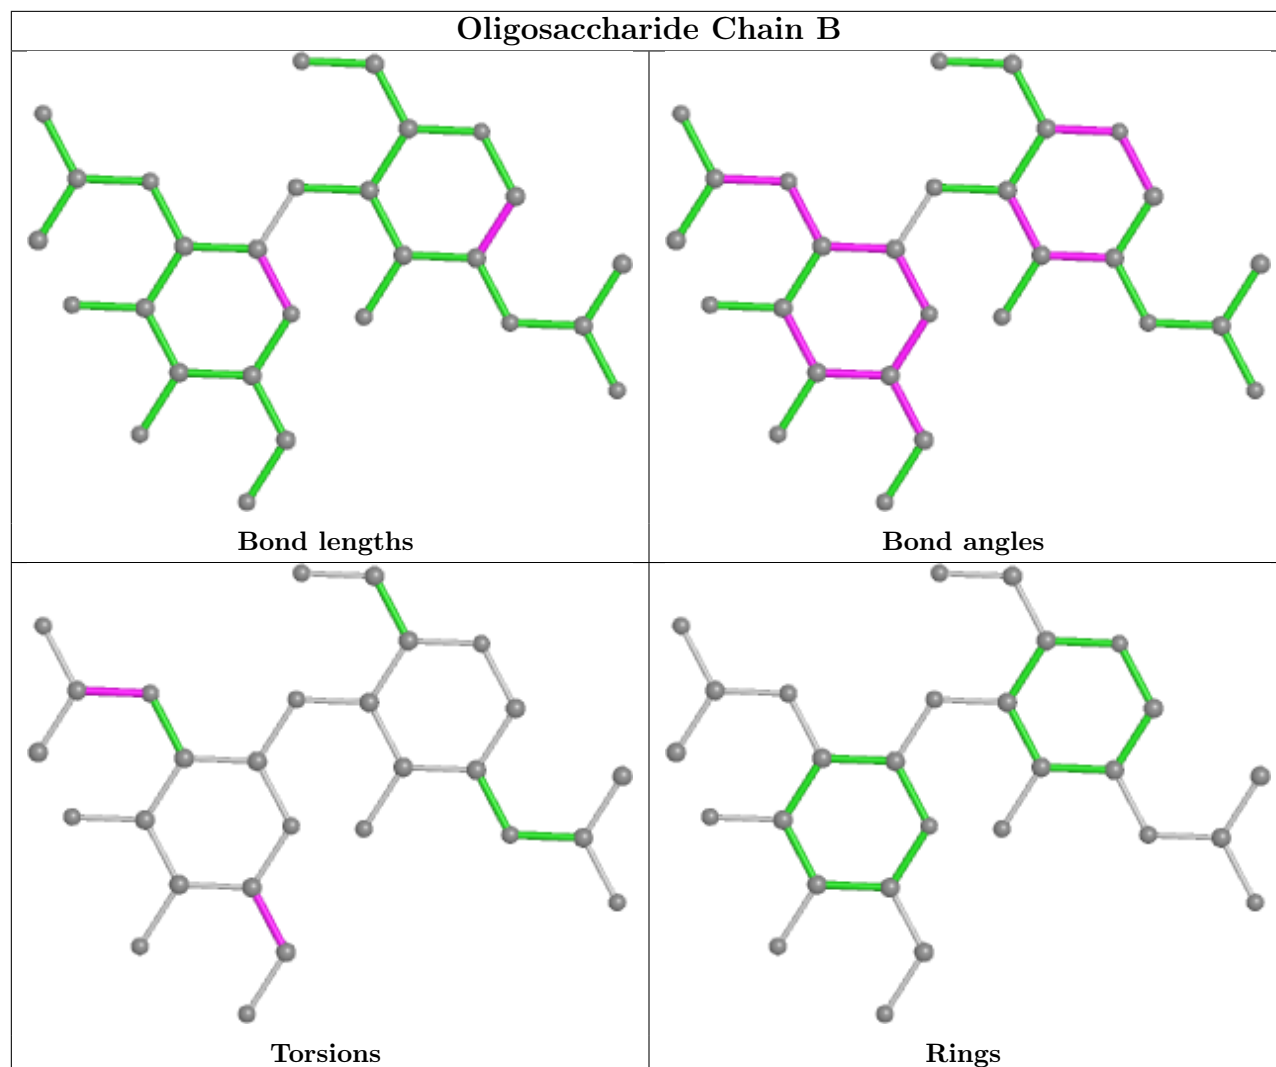 Oligosaccharide Chain B
Bond lengths
Bond angles
Torsions
Rings